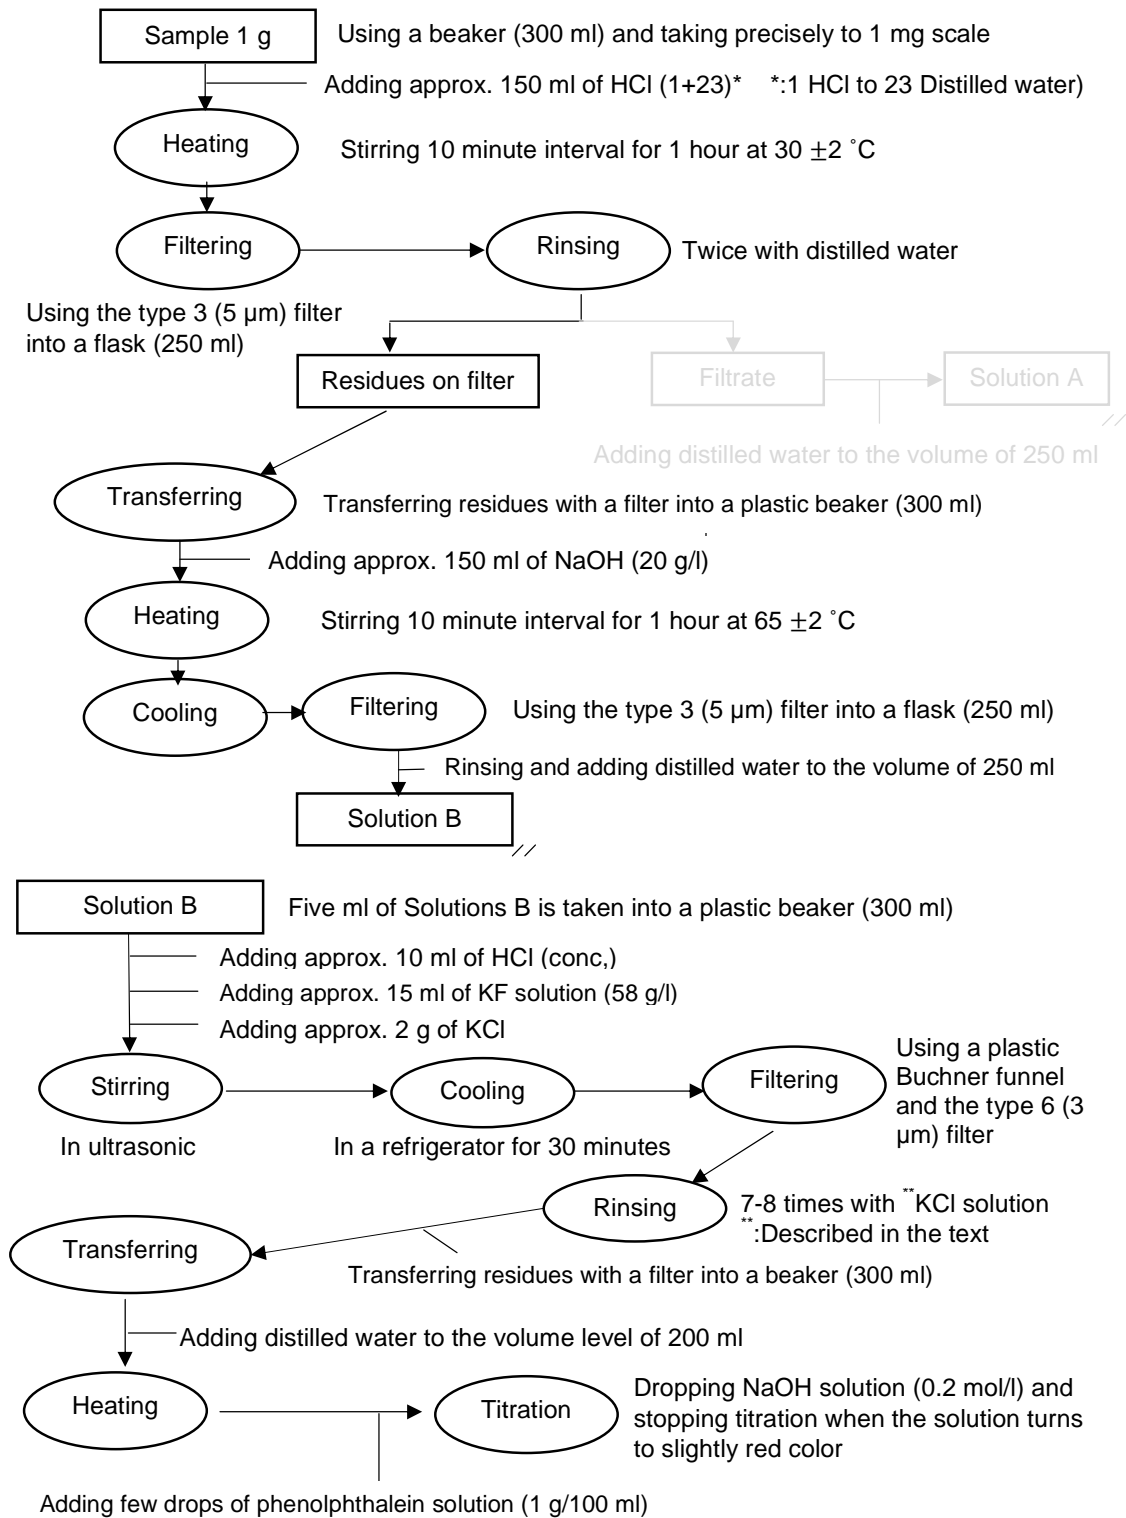 Sample 1 g
Using a beaker (300 ml) and taking precisely to 1 mg scale
Adding approx. 150 ml of HCl (1+23)* *:1 HCl to 23 Distilled water)
Heating
Stirring 10 minute interval for 1 hour at 30 ±2 ˚C
Filtering
Rinsing
Twice with distilled water
Using the type 3 (5 µm) filter
into a flask (250 ml)
Residues on filter
Filtrate
Solution A
Adding distilled water to the volume of 250 ml
Transferring
Transferring residues with a filter into a plastic beaker (300 ml)
Adding approx. 150 ml of NaOH (20 g/l)
Heating
Stirring 10 minute interval for 1 hour at 65 ±2 ˚C
Cooling
Filtering
Using the type 3 (5 µm) filter into a flask (250 ml)
Rinsing and adding distilled water to the volume of 250 ml
Solution B
Solution B
Five ml of Solutions B is taken into a plastic beaker (300 ml)
Adding approx. 10 ml of HCl (conc,)
Adding approx. 15 ml of KF solution (58 g/l)
Adding approx. 2 g of KCl
Stirring
In ultrasonic
Cooling
In a refrigerator for 30 minutes
Filtering
Using a plastic
Buchner funnel
and the type 6 (3
µm) filter
Rinsing
7-8 times with **KCl solution
**:Described in the text
Transferring
Transferring residues with a filter into a beaker (300 ml)
Adding distilled water to the volume level of 200 ml
Heating
Titration
Dropping NaOH solution (0.2 mol/l) and
stopping titration when the solution turns
to slightly red color
Adding few drops of phenolphthalein solution (1 g/100 ml)